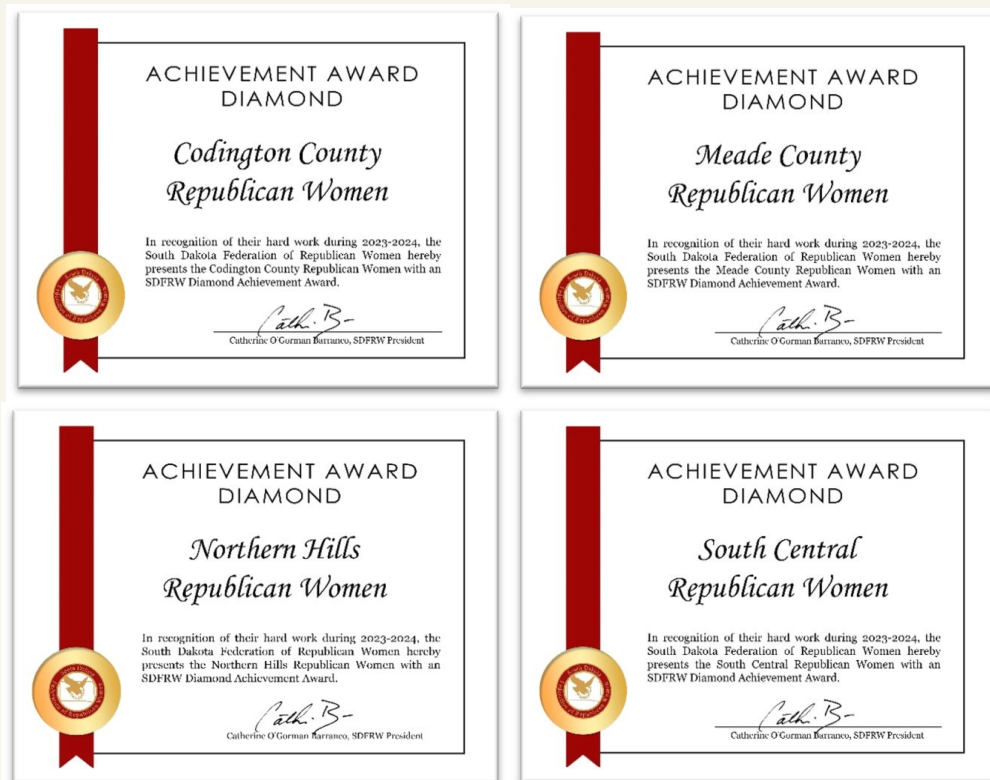 ACHIEVEMENT AWARD
DIAMOND
Codington County
Republican Women
In recognition of their hard work during 2023-2024, the
South Dakota Federation of Republican Women hereby
presents the Codington County Republican Women with an
SDFRW Diamond Achievement Award.
Catherine O'Gorman Barranco, SDFRW President
ACHIEVEMENT AWARD
DIAMOND
Meade County
Republican Women
In recognition of their hard work during 2023-2024, the
South Dakota Federation of Republican Women hereby
presents the Meade County Republican Women with an
SDFRW Diamond Achievement Award.
Catherine O'Gorman Barranco, SDFRW President
ACHIEVEMENT AWARD
DIAMOND
Northern Hills
Republican Women
In recognition of their hard work during 2023-2024, the
South Dakota Federation of Republican Women hereby
presents the Northern Hills Republican Women with an
SDFRW Diamond Achievement Award.
Catherine O'Gorman Barranco, SDFRW President
ACHIEVEMENT AWARD
DIAMOND
South Central
Republican Women
In recognition of their hard work during 2023-2024, the
South Dakota Federation of Republican Women hereby
presents the South Central Republican Women with an
SDFRW Diamond Achievement Award.
Catherine O'Gorman Barranco, SDFRW President